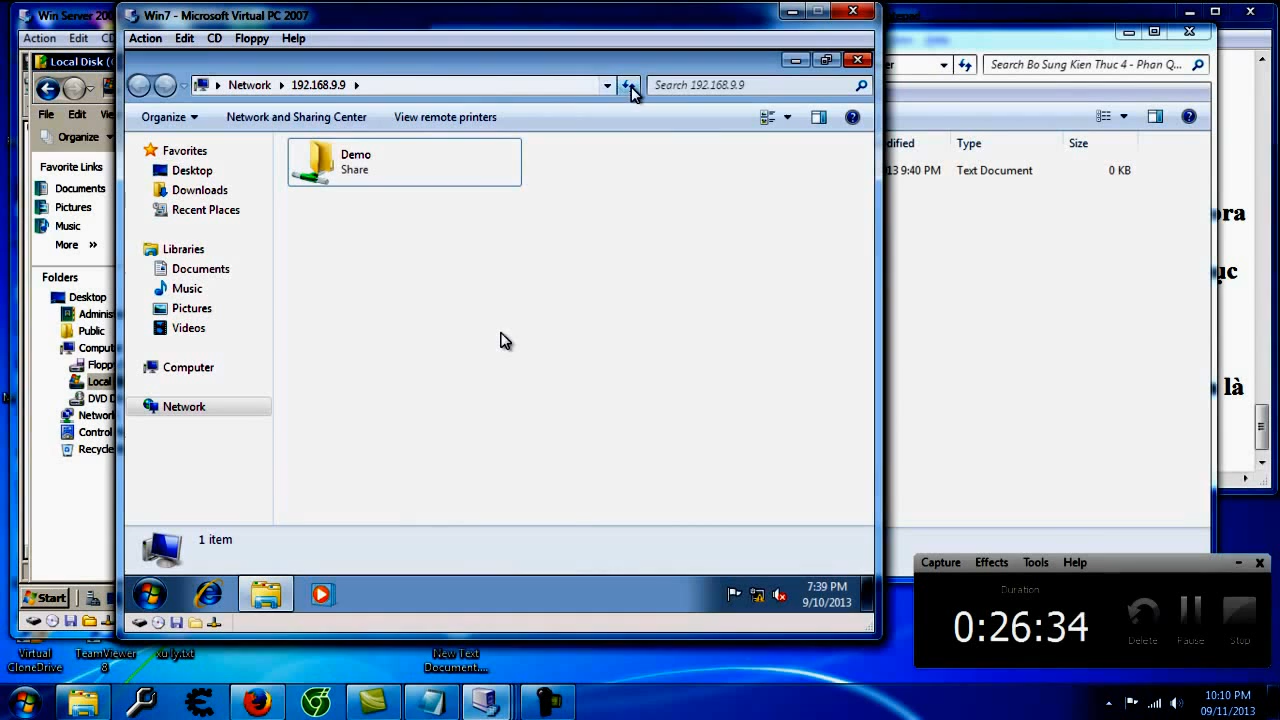 Win Server 200
Win7 - Microsoft Virtual PC 2007
Action Edit CD
Action Edit CD Floppy Help
Local Disk (
Network 192.168.9.9
Search 192.168.9.9
Search Bo Sung Kien Thuc 4 - Phan Q...
File Edit
Organize Network and Sharing Center View remote printers
Organize
Favorite Links
Documents
Pictures
Music
More »
Folders
Desktop
Adminis
Public
Comput
Floppy
Local
DVD D
Network
Control
Recycle
Favorites
Desktop
Downloads
Recent Places
Libraries
Documents
Music
Pictures
Videos
Computer
Network
Demo
Share
dified Type Size
13 9:40 PM Text Document 0 KB
ora
ục
là
1 item
Start
7:39 PM
9/10/2013
Capture Effects Tools Help
Duration
0:26:34
Delete Pause Stop
Virtual
CloneDrive
TeamViewer
8
xu ly.txt
New Text
Document....
10:10 PM
09/11/2013